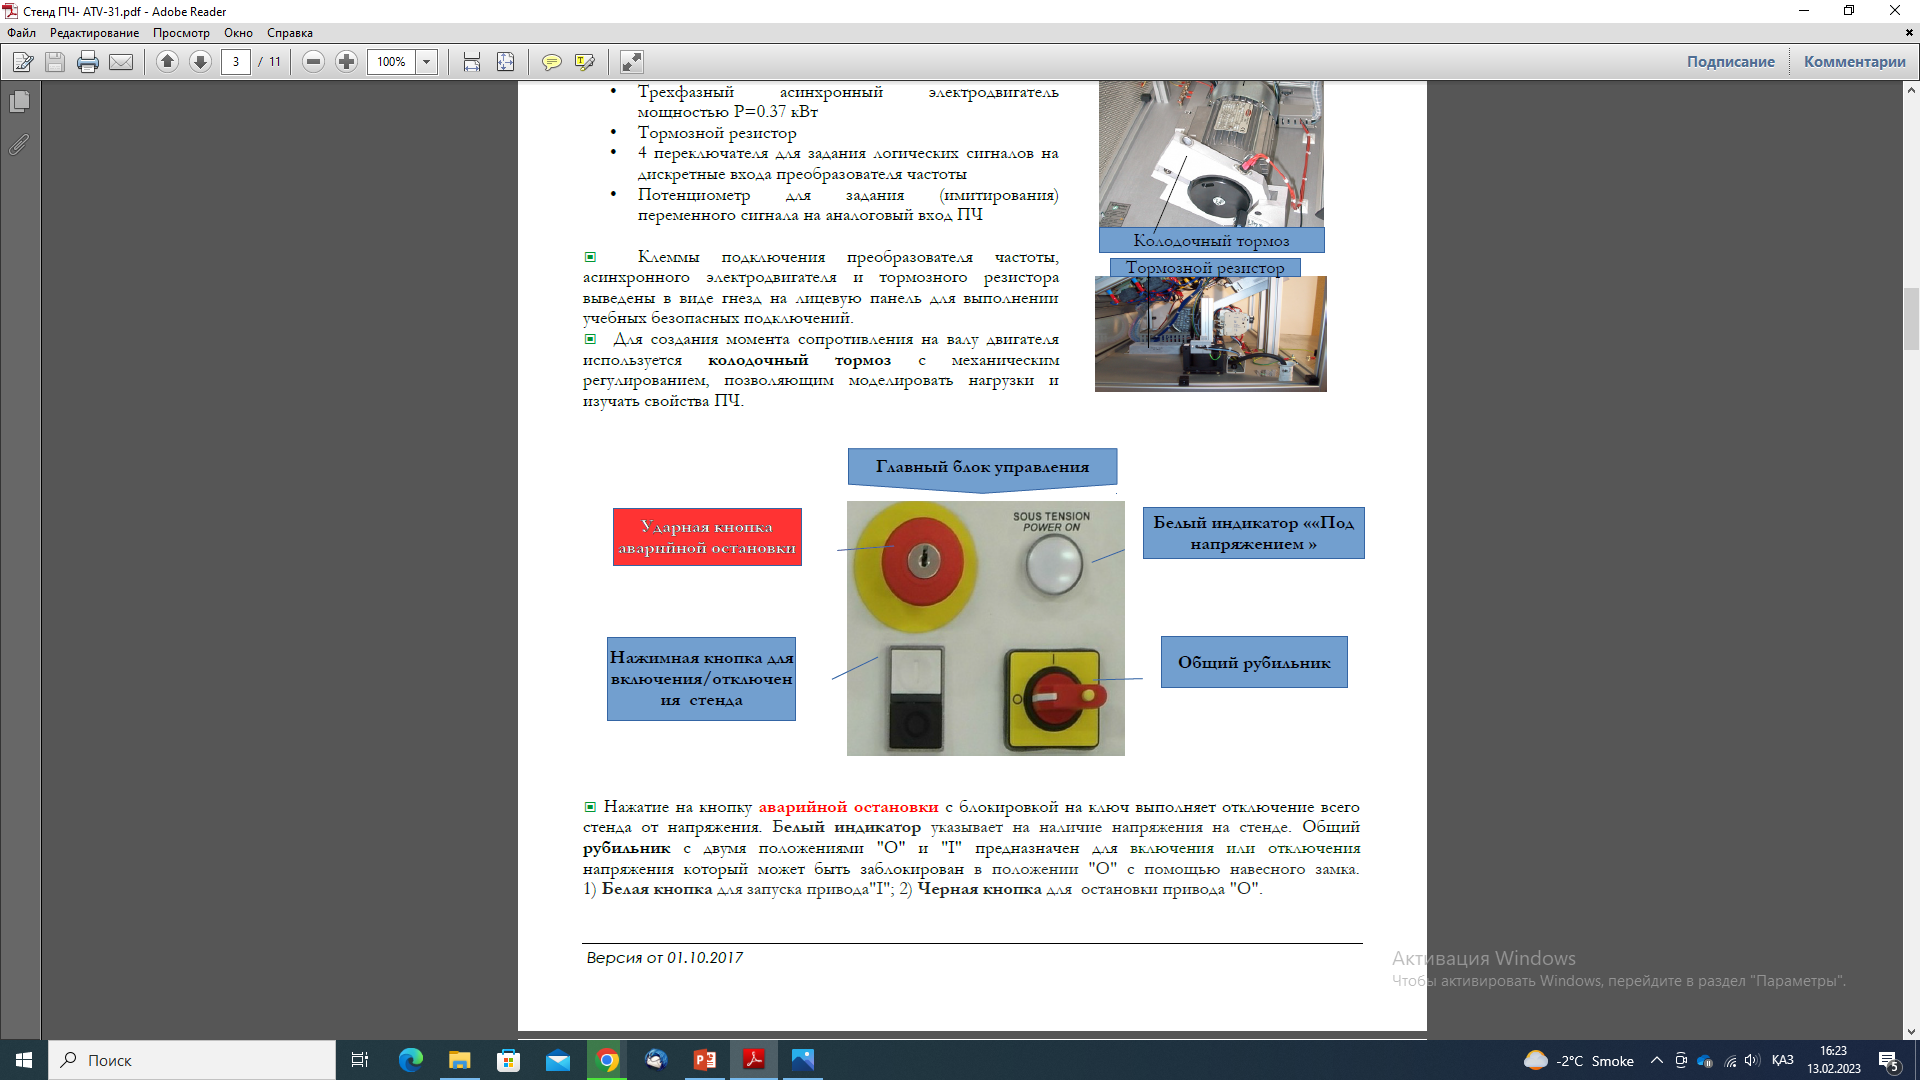 Стенд ПЧ- ATV-31.pdf - Adobe Reader
Файл Редактирование Просмотр Окно Справка
3 / 11 100% Подписание Комментарии
• Трехфазный асинхронный электродвигатель
мощностью P=0.37 кВт
• Тормозной резистор
• 4 переключателя для задания логических сигналов на
дискретные входа преобразователя частоты
• Потенциометр для задания (имитирования)
переменного сигнала на аналоговый вход ПЧ
Колодочный тормоз
Тормозной резистор
Клеммы подключения преобразователя частоты,
асинхронного электродвигателя и тормозного резистора
выведены в виде гнезд на лицевую панель для выполнении
учебных безопасных подключений.
Для создания момента сопротивления на валу двигателя
используется колодочный тормоз с механическим
регулированием, позволяющим моделировать нагрузки и
изучать свойства ПЧ.
Главный блок управления
Ударная кнопка
аварийной остановки
SOUS TENSION
POWER ON
Белый индикатор ««Под
напряжением »
Нажимная кнопка для
включения/отключен
ия стенда
I
O
Общий рубильник
Нажатие на кнопку аварийной остановки с блокировкой на ключ выполняет отключение всего
стенда от напряжения. Белый индикатор указывает на наличие напряжения на стенде. Общий
рубильник с двумя положениями "O" и "I" предназначен для включения или отключения
напряжения который может быть заблокирован в положении "O" с помощью навесного замка.
1) Белая кнопка для запуска привода"I"; 2) Черная кнопка для остановки привода "O".
Версия от 01.10.2017
Активация Windows
Чтобы активировать Windows, перейдите в раздел "Параметры".
Поиск
-2°C Smoke
ҚАЗ
16:23
13.02.2023
5